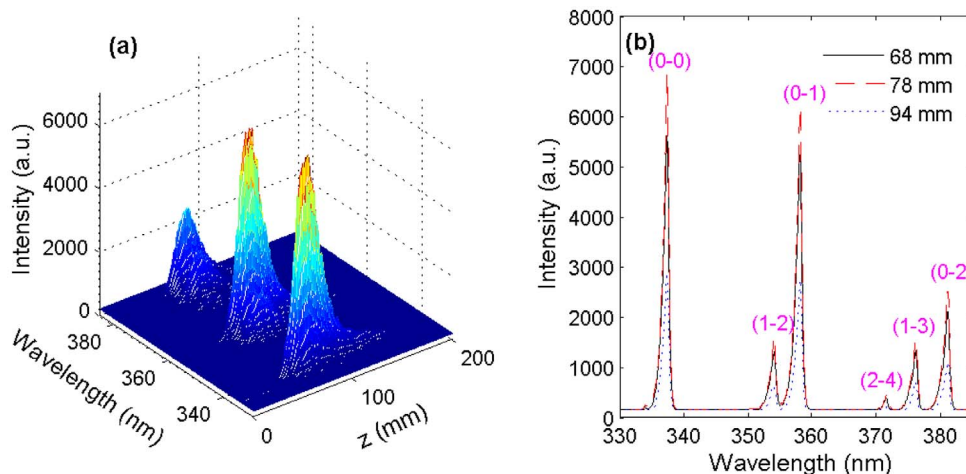 (a)
Intensity (a.u.)
6000
4000
2000
0
380
360
340
Wavelength (nm)
0
100
200
z (mm)
(b)
8000
7000
6000
5000
4000
3000
2000
1000
0
Intensity (a.u.)
68 mm
78 mm
94 mm
(0-0)
(0-1)
(1-2)
(2-4)
(1-3)
(0-2
330 340 350 360 370 380
Wavelength (nm)